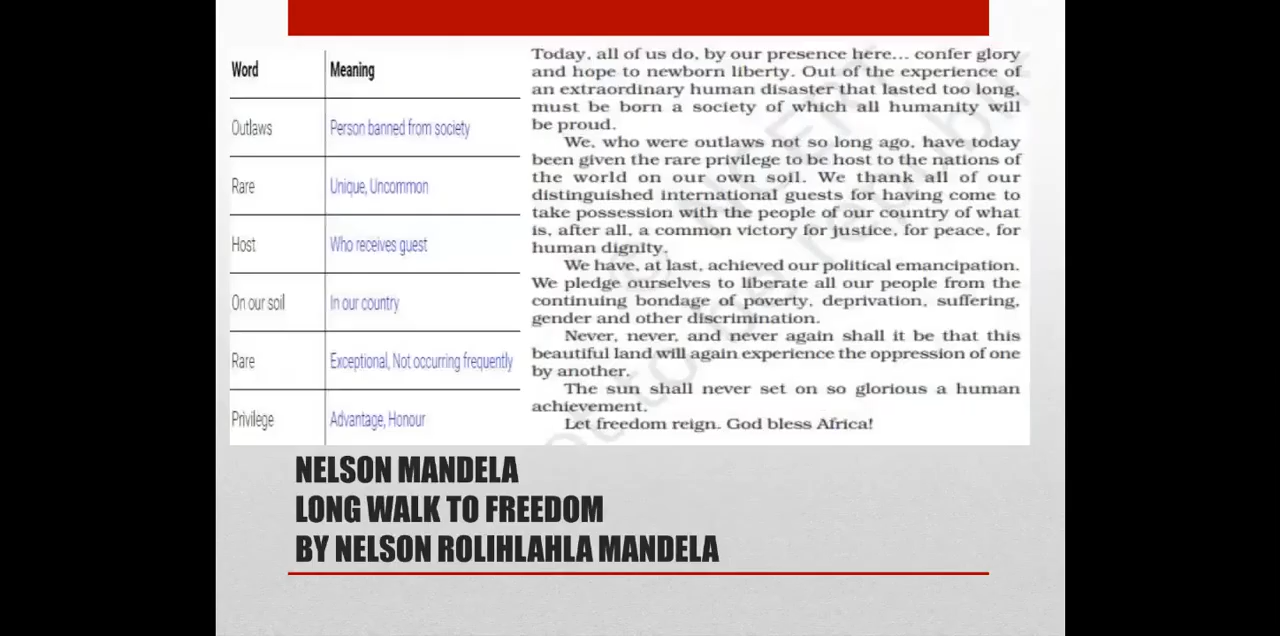 Word Meaning
Outlaws Person banned from society
Rare Unique, Uncommon
Host Who receives guest
On our soil In our country
Rare Exceptional, Not occurring frequently
Privilege Advantage, Honour
Today, all of us do, by our presence here... confer glory
and hope to newborn liberty. Out of the experience of
an extraordinary human disaster that lasted too long,
must be born a society of which all humanity will
be proud.
We, who were outlaws not so long ago, have today
been given the rare privilege to be host to the nations of
the world on our own soil. We thank all of our
distinguished international guests for having come to
take possession with the people of our country of what
is, after all, a common victory for justice, for peace, for
human dignity.
We have, at last, achieved our political emancipation.
We pledge ourselves to liberate all our people from the
continuing bondage of poverty, deprivation, suffering,
gender and other discrimination.
Never, never, and never again shall it be that this
beautiful land will again experience the oppression of one
by another.
The sun shall never set on so glorious a human
achievement.
Let freedom reign. God bless Africa!
NELSON MANDELA
LONG WALK TO FREEDOM
BY NELSON ROLIHLAHLA MANDELA